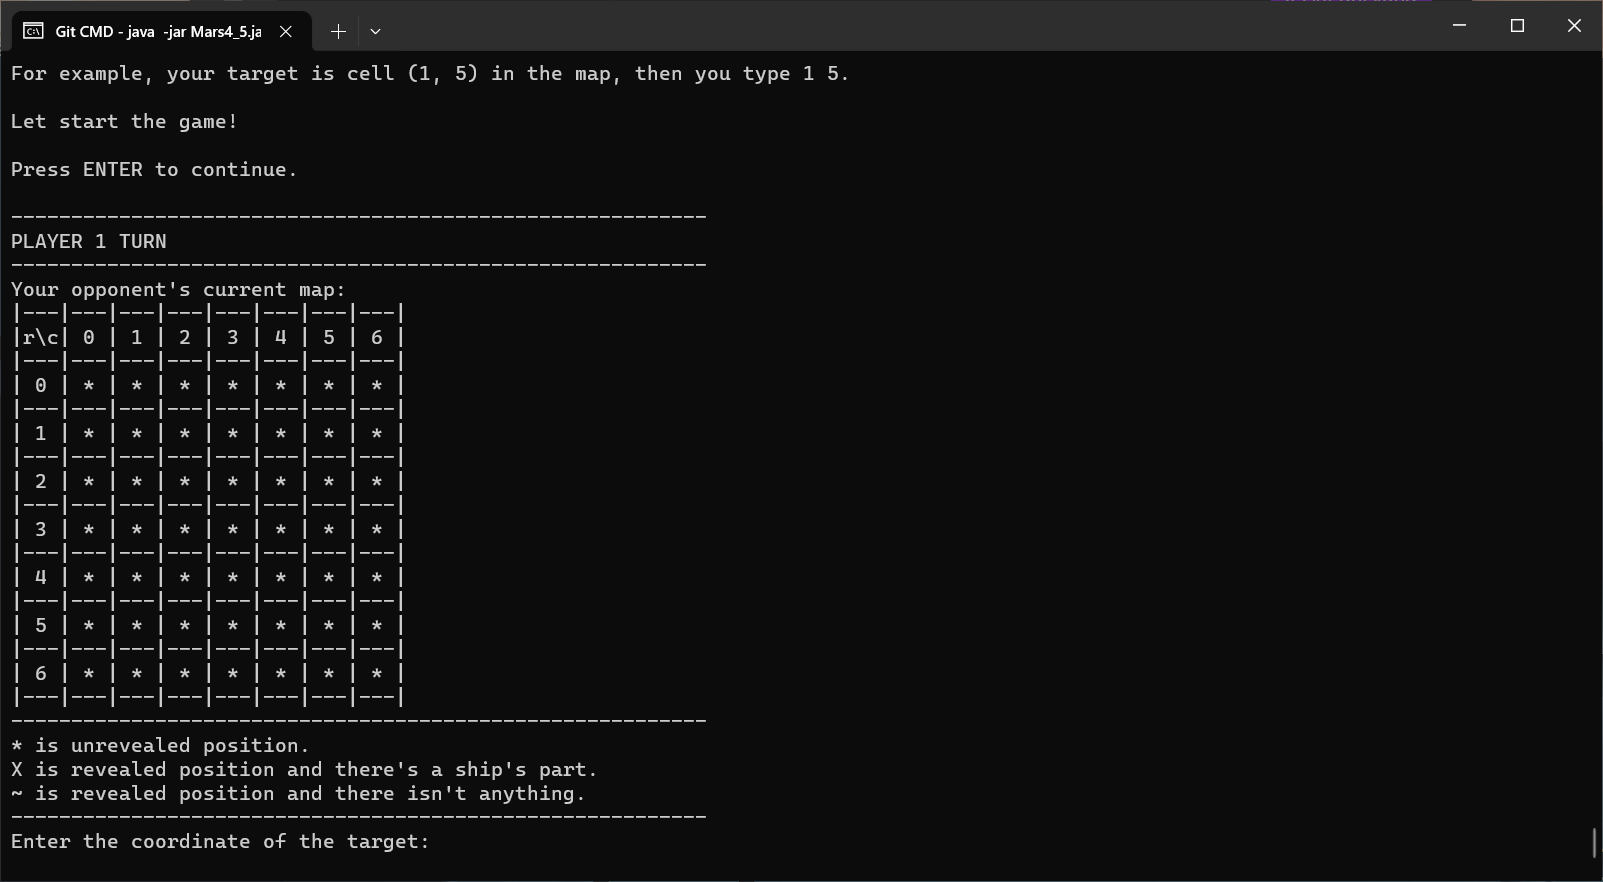 Git CMD - java  -jar Mars4_5.ja
For example, your target is cell (1, 5) in the map, then you type 1 5.
Let start the game!
Press ENTER to continue.
----------------------------------------------------------
PLAYER 1 TURN
----------------------------------------------------------
Your opponent's current map:
|---|---|---|---|---|---|---|---|
|r\c| 0 | 1 | 2 | 3 | 4 | 5 | 6 |
|---|---|---|---|---|---|---|---|
| 0 | * | * | * | * | * | * | * |
|---|---|---|---|---|---|---|---|
| 1 | * | * | * | * | * | * | * |
|---|---|---|---|---|---|---|---|
| 2 | * | * | * | * | * | * | * |
|---|---|---|---|---|---|---|---|
| 3 | * | * | * | * | * | * | * |
|---|---|---|---|---|---|---|---|
| 4 | * | * | * | * | * | * | * |
|---|---|---|---|---|---|---|---|
| 5 | * | * | * | * | * | * | * |
|---|---|---|---|---|---|---|---|
| 6 | * | * | * | * | * | * | * |
|---|---|---|---|---|---|---|---|
----------------------------------------------------------
* is unrevealed position.
X is revealed position and there's a ship's part.
~ is revealed position and there isn't anything.
----------------------------------------------------------
Enter the coordinate of the target: